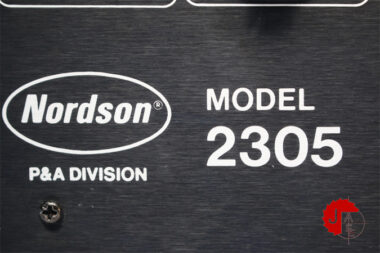 Nordson®
P&A DIVISION
MODEL
2305